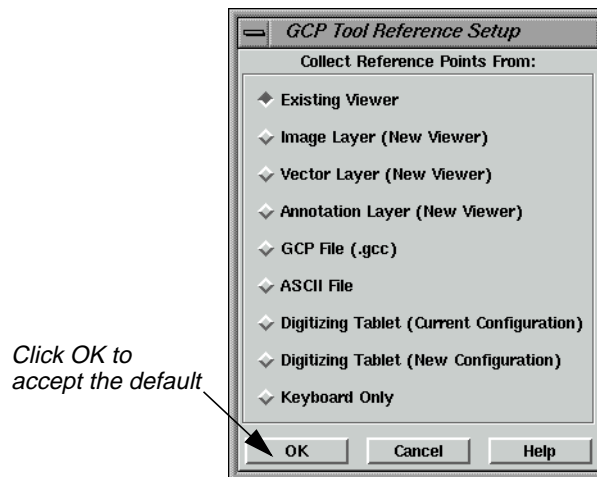 GCP Tool Reference Setup
Collect Reference Points From:
Existing Viewer
Image Layer (New Viewer)
Vector Layer (New Viewer)
Annotation Layer (New Viewer)
GCP File (.gcc)
ASCII File
Digitizing Tablet (Current Configuration)
Digitizing Tablet (New Configuration)
Keyboard Only
Click OK to
accept the default
OK Cancel Help